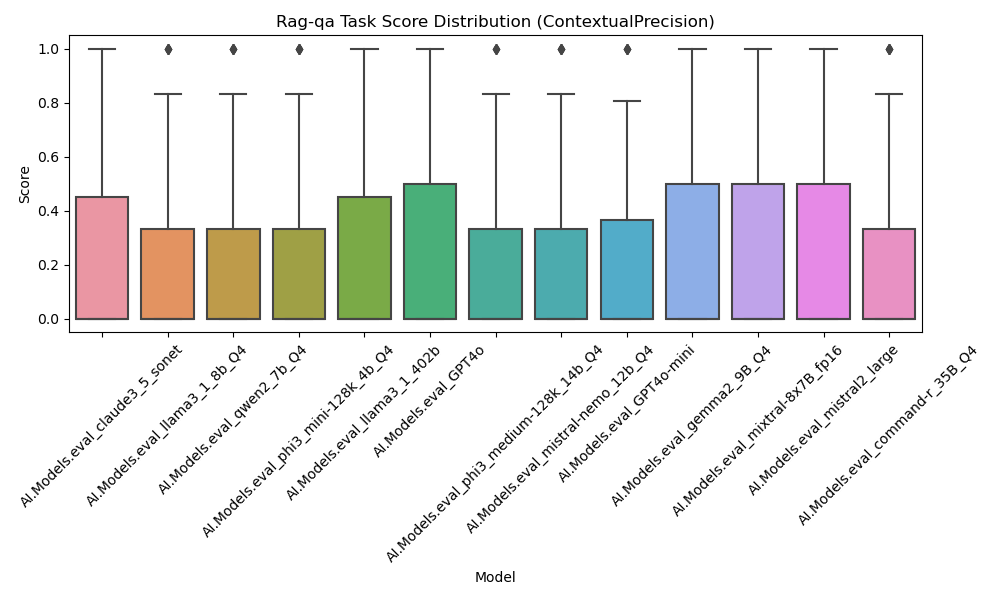 Rag-qa Task Score Distribution (ContextualPrecision)
1.0
0.8
0.6
0.4
0.2
0.0
Score
AI.Models.eval_claude3_5_sonet
AI.Models.eval_llama3_1_8b_Q4
AI.Models.eval_qwen2_7b_Q4
AI.Models.eval_phi3_mini-128k_4b_Q4
AI.Models.eval_llama3_1_402b
AI.Models.eval_GPT4o
AI.Models.eval_phi3_medium-128k_14b_Q4
AI.Models.eval_mistral-nemo_12b_Q4
AI.Models.eval_GPT4o-mini
AI.Models.eval_gemma2_9B_Q4
AI.Models.eval_mixtral-8x7B_fp16
AI.Models.eval_mistral2_large
AI.Models.eval_command-r_35B_Q4
Model